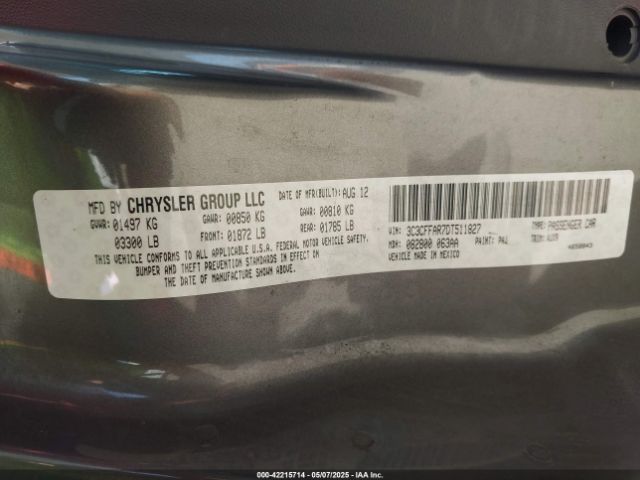 MFD BY CHRYSLER GROUP LLC DATE OF MFR(BUILT): AUG 12
GVWR: 01497 KG GAWR: 00850 KG GAWR: 00810 KG
03300 LB FRONT: 01872 LB REAR: 01785 LB
THIS VEHICLE CONFORMS TO ALL APPLICABLE U.S.A. FEDERAL MOTOR VEHICLE SAFETY,
BUMPER AND THEFT PREVENTION STANDARDS IN EFFECT ON
THE DATE OF MANUFACTURE SHOWN ABOVE.
VIN: 3C3CFFAR7DT511827 TYPE: PASSENGER CAR
MDH: 082800 063AA PAINT: TRIM:
VEHICLE MADE IN MEXICO
000-42215714 - 05/07/2025 - IAA Inc.